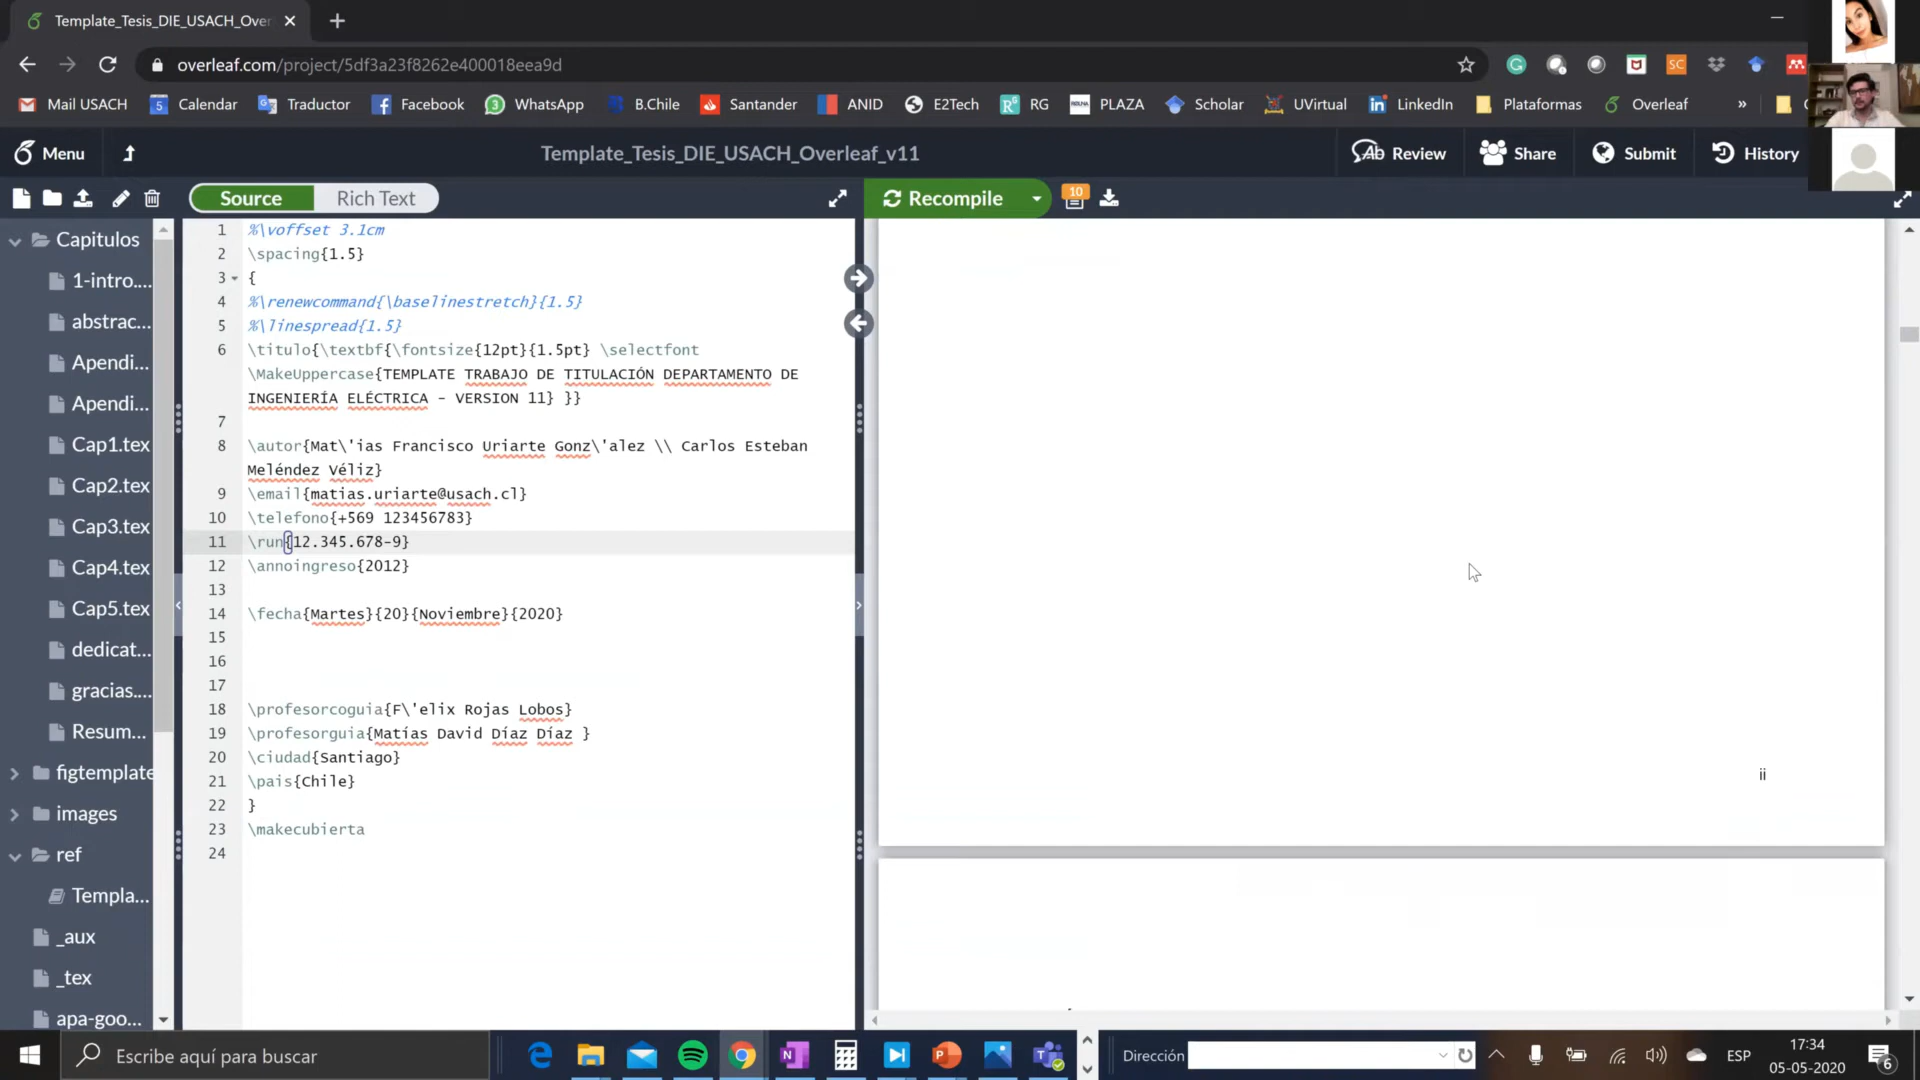 Template_Tesis_DIE_USACH_Over
overleaf.com/project/5df3a23f8262e400018eea9d
Mail USACH Calendar Traductor Facebook WhatsApp B.Chile Santander ANID E2Tech RG PLAZA Scholar UVirtual LinkedIn Plataformas Overleaf »
Menu
Template_Tesis_DIE_USACH_Overleaf_v11
Review Share Submit History
Source Rich Text
Recompile 10
Capitulos
1-intro....
abstrac...
Apendi...
Apendi...
Cap1.tex
Cap2.tex
Cap3.tex
Cap4.tex
Cap5.tex
dedicat...
gracias....
Resum...
figtemplate
images
ref
Templa...
_aux
_tex
apa-goo...
1 %\voffset 3.1cm
2 \spacing{1.5}
3 {
4 %\renewcommand{\baselinestretch}{1.5}
5 %\linespread{1.5}
6 \titulo{\textbf{\fontsize{12pt}{1.5pt} \selectfont
\MakeUppercase{TEMPLATE TRABAJO DE TITULACIÓN DEPARTAMENTO DE
INGENIERÍA ELÉCTRICA - VERSION 11} }}
7
8 \autor{Mat\'ias Francisco Uriarte Gonz\'alez \\ Carlos Esteban
Meléndez Véliz}
9 \email{matias.uriarte@usach.cl}
10 \telefono{+569 123456783}
11 \run{12.345.678-9}
12 \annoingreso{2012}
13
14 \fecha{Martes}{20}{Noviembre}{2020}
15
16
17
18 \profesorcoguia{F\'elix Rojas Lobos}
19 \profesorguia{Matías David Díaz Díaz }
20 \ciudad{Santiago}
21 \pais{Chile}
22 }
23 \makecubierta
24
ii
Escribe aquí para buscar
Dirección
ESP
17:34
05-05-2020
6